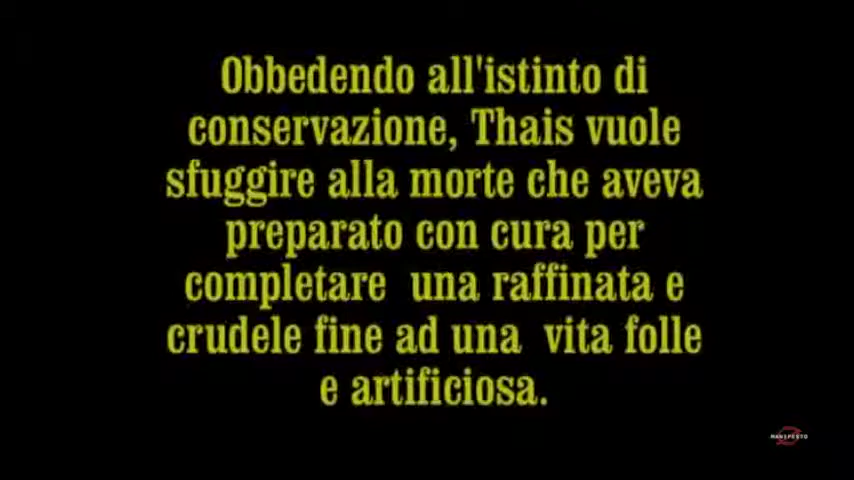 Obbedendo all'istinto di
conservazione, Thais vuole
sfuggire alla morte che aveva
preparato con cura per
completare  una raffinata e
crudele fine ad una  vita folle
e artificiosa.
MANIFESTO